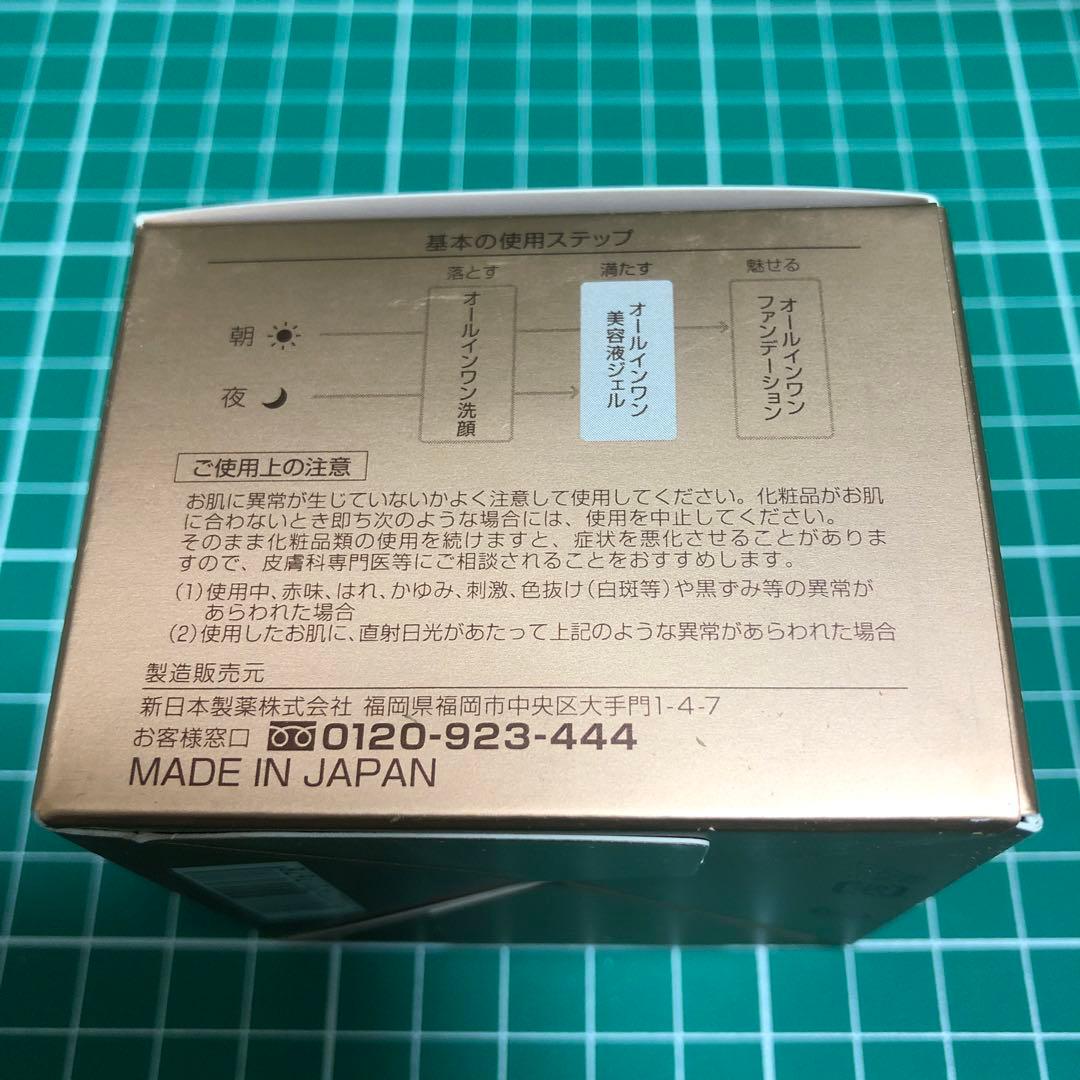 基本の使用ステップ
落とす
満たす
魅せる
朝
夜
オールインワン洗顔
オールインワン
美容液ジェル
オールインワン
ファンデーション
ご使用上の注意
お肌に異常が生じていないかよく注意して使用してください。化粧品がお肌
に合わないとき即ち次のような場合には、使用を中止してください。
そのまま化粧品類の使用を続けますと、症状を悪化させることがありま
すので、皮膚科専門医等にご相談されることをおすすめします。
(1)使用中、赤味、はれ、かゆみ、刺激、色抜け(白斑等)や黒ずみ等の異常が
あらわれた場合
(2)使用したお肌に、直射日光があたって上記のような異常があらわれた場合
製造販売元
新日本製薬株式会社 福岡県福岡市中央区大手門1-4-7
お客様窓口 0120-923-444
MADE IN JAPAN